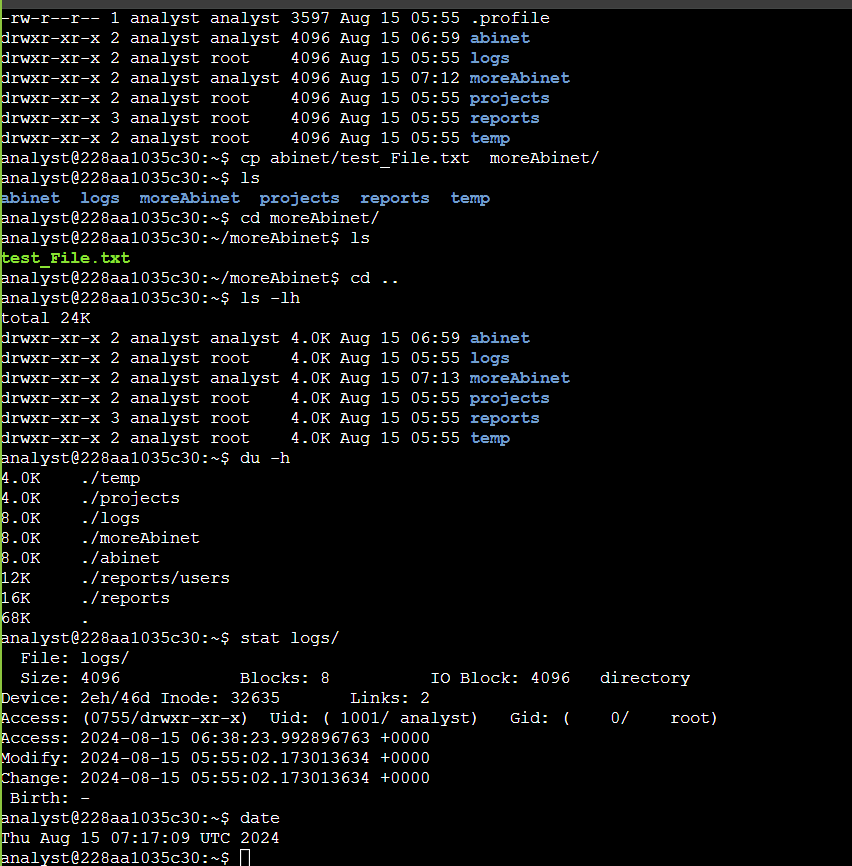 -rw-r--r-- 1 analyst analyst 3597 Aug 15 05:55 .profile
drwxr-xr-x 2 analyst analyst 4096 Aug 15 06:59 abinet
drwxr-xr-x 2 analyst root    4096 Aug 15 05:55 logs
drwxr-xr-x 2 analyst analyst 4096 Aug 15 07:12 moreAbinet
drwxr-xr-x 2 analyst root    4096 Aug 15 05:55 projects
drwxr-xr-x 3 analyst root    4096 Aug 15 05:55 reports
drwxr-xr-x 2 analyst root    4096 Aug 15 05:55 temp
analyst@228aa1035c30:~$ cp abinet/test_File.txt  moreAbinet/
analyst@228aa1035c30:~$ ls
abinet  logs  moreAbinet  projects  reports  temp
analyst@228aa1035c30:~$ cd moreAbinet/
analyst@228aa1035c30:~/moreAbinet$ ls
test_File.txt
analyst@228aa1035c30:~/moreAbinet$ cd ..
analyst@228aa1035c30:~$ ls -lh
total 24K
drwxr-xr-x 2 analyst analyst 4.0K Aug 15 06:59 abinet
drwxr-xr-x 2 analyst root    4.0K Aug 15 05:55 logs
drwxr-xr-x 2 analyst analyst 4.0K Aug 15 07:13 moreAbinet
drwxr-xr-x 2 analyst root    4.0K Aug 15 05:55 projects
drwxr-xr-x 3 analyst root    4.0K Aug 15 05:55 reports
drwxr-xr-x 2 analyst root    4.0K Aug 15 05:55 temp
analyst@228aa1035c30:~$ du -h
4.0K    ./temp
4.0K    ./projects
8.0K    ./logs
8.0K    ./moreAbinet
8.0K    ./abinet
12K     ./reports/users
16K     ./reports
68K     .
analyst@228aa1035c30:~$ stat logs/
  File: logs/
  Size: 4096            Blocks: 8          IO Block: 4096   directory
Device: 2eh/46d Inode: 32635       Links: 2
Access: (0755/drwxr-xr-x)  Uid: ( 1001/ analyst)   Gid: (    0/    root)
Access: 2024-08-15 06:38:23.992896763 +0000
Modify: 2024-08-15 05:55:02.173013634 +0000
Change: 2024-08-15 05:55:02.173013634 +0000
 Birth: -
analyst@228aa1035c30:~$ date
Thu Aug 15 07:17:09 UTC 2024
analyst@228aa1035c30:~$